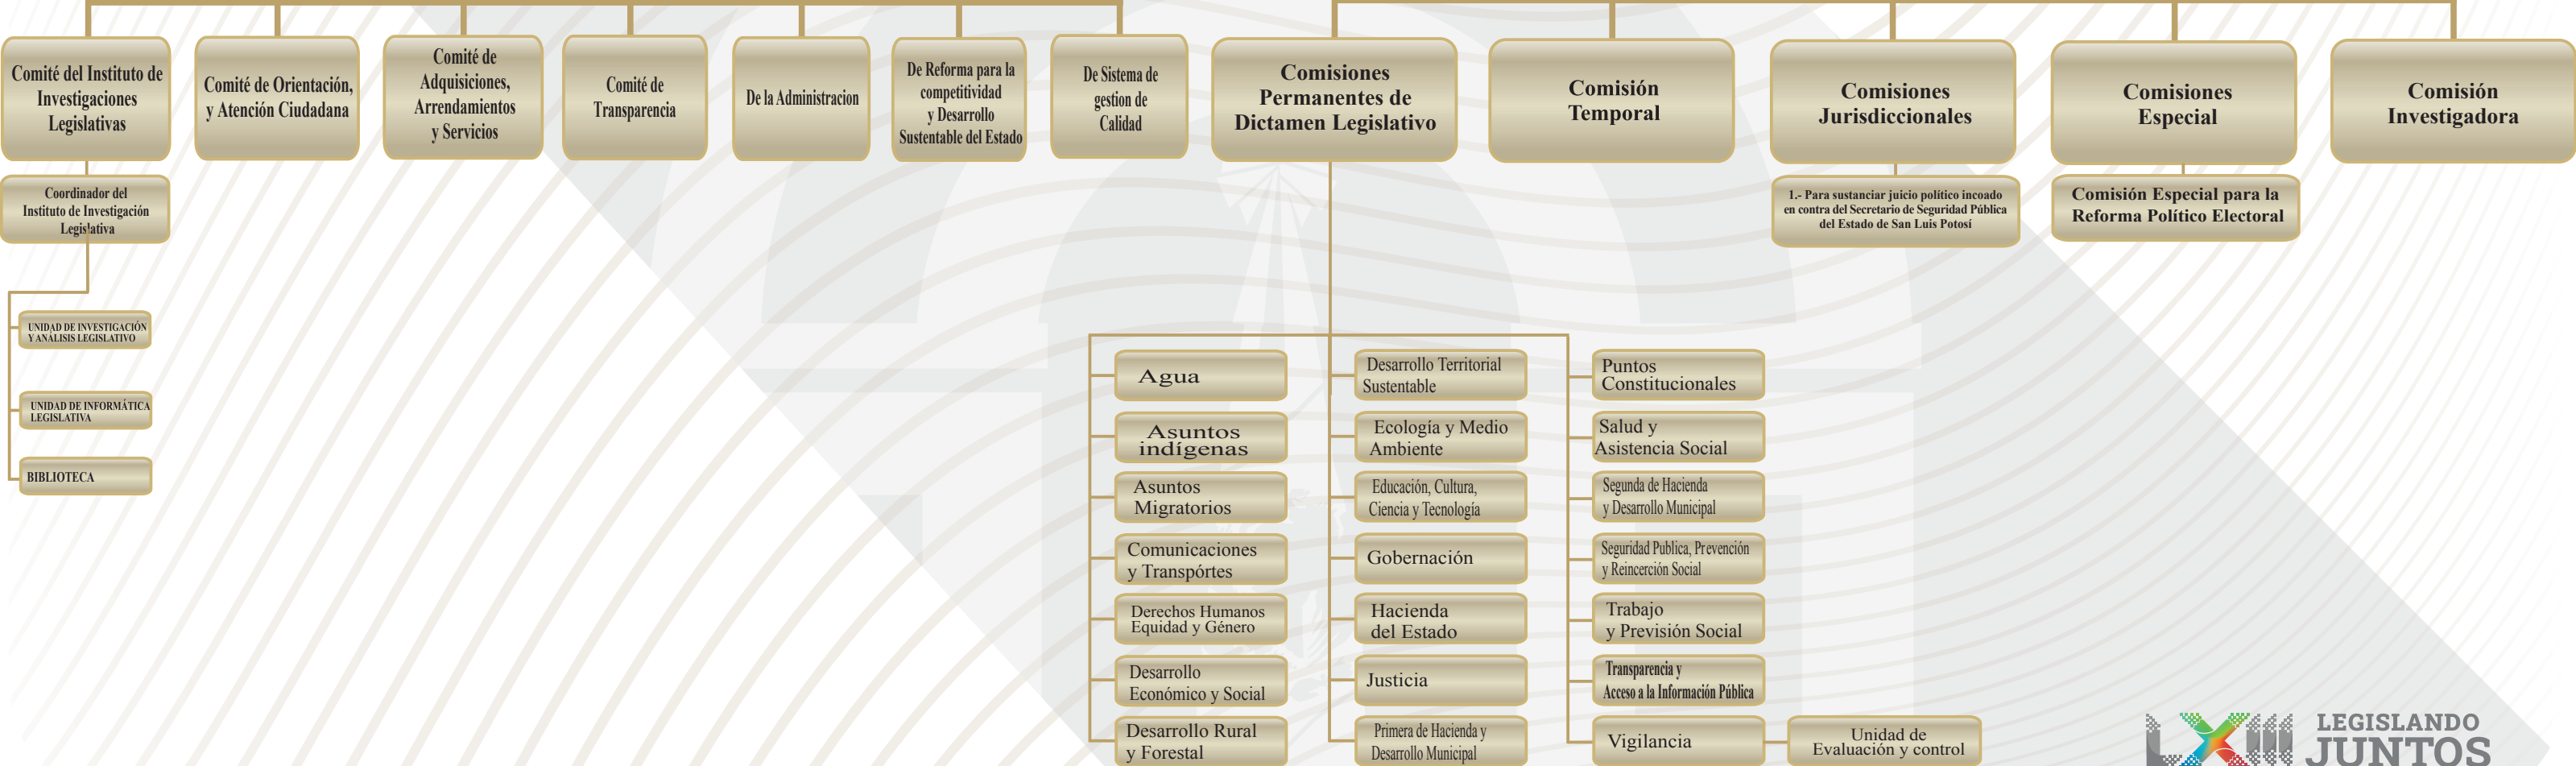 Comité del Instituto de
Investigaciones
Legislativas
Comité de Orientación,
y Atención Ciudadana
Comité de
Adquisiciones,
Arrendamientos
y Servicios
Comité de
Transparencia
De la Administracion
De Reforma para la
competitividad
y Desarrollo
Sustentable del Estado
De Sistema de
gestion de
Calidad
Comisiones
Permanentes de
Dictamen Legislativo
Comisión
Temporal
Comisiones
Jurisdiccionales
Comisiones
Especial
Comisión
Investigadora
Coordinador del
Instituto de Investigación
Legislativa
1.- Para sustanciar juicio político incoado
en contra del Secretario de Seguridad Pública
del Estado de San Luis Potosí
Comisión Especial para la
Reforma Político Electoral
UNIDAD DE INVESTIGACIÓN
Y ANÁLISIS LEGISLATIVO
UNIDAD DE INFORMÁTICA
LEGISLATIVA
BIBLIOTECA
Agua
Asuntos
indígenas
Asuntos
Migratorios
Comunicaciones
y Transpórtes
Derechos Humanos
Equidad y Género
Desarrollo
Económico y Social
Desarrollo Rural
y Forestal
Desarrollo Territorial
Sustentable
Ecología y Medio
Ambiente
Educación, Cultura,
Ciencia y Tecnología
Gobernación
Hacienda
del Estado
Justicia
Primera de Hacienda y
Desarrollo Municipal
Puntos
Constitucionales
Salud y
Asistencia Social
Segunda de Hacienda
y Desarrollo Municipal
Seguridad Publica, Prevención
y Reincerción Social
Trabajo
y Previsión Social
Transparencia y
Acceso a la Información Pública
Vigilancia
Unidad de
Evaluación y control
LXIII
LEGISLANDO
JUNTOS